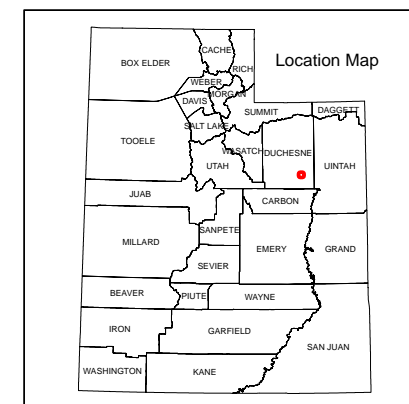 Location Map
BOX ELDER
CACHE
RICH
WEBER
MORGAN
DAVIS
SUMMIT
DAGGETT
SALT LAKE
TOOELE
WASATCH
DUCHESNE
UTAH
UINTAH
JUAB
CARBON
SANPETE
MILLARD
EMERY
GRAND
SEVIER
BEAVER
PIUTE
WAYNE
IRON
GARFIELD
SAN JUAN
WASHINGTON
KANE